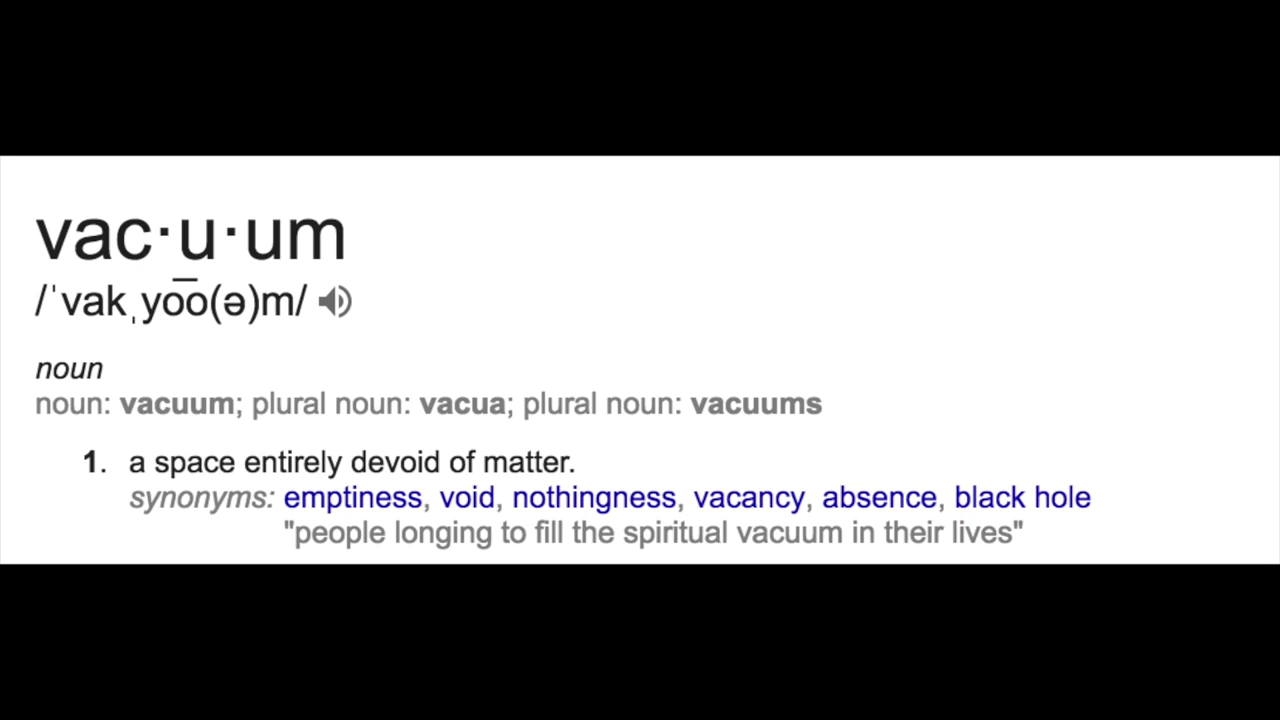 vac·u·um
/ˈvakˌyo͞o(ə)m/
noun
noun: vacuum; plural noun: vacua; plural noun: vacuums
1. a space entirely devoid of matter.
synonyms: emptiness, void, nothingness, vacancy, absence, black hole
"people longing to fill the spiritual vacuum in their lives"